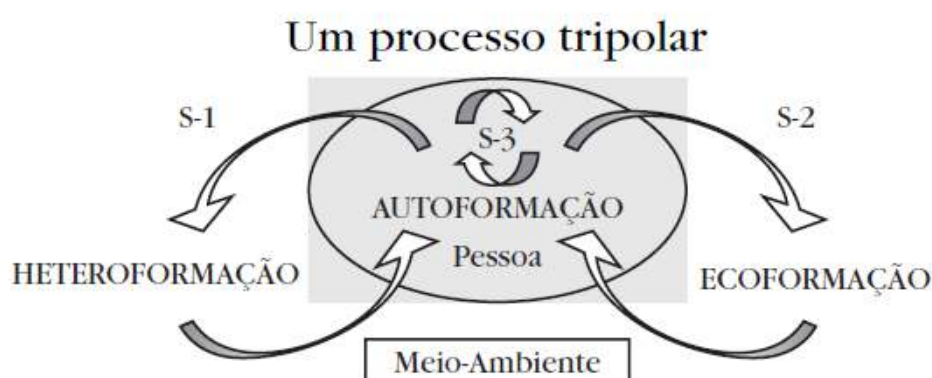 Um processo tripolar
S-1
S-3
S-2
AUTOFORMAÇÃO
Pessoa
HETEROFORMAÇÃO
ECOFORMAÇÃO
Meio-Ambiente